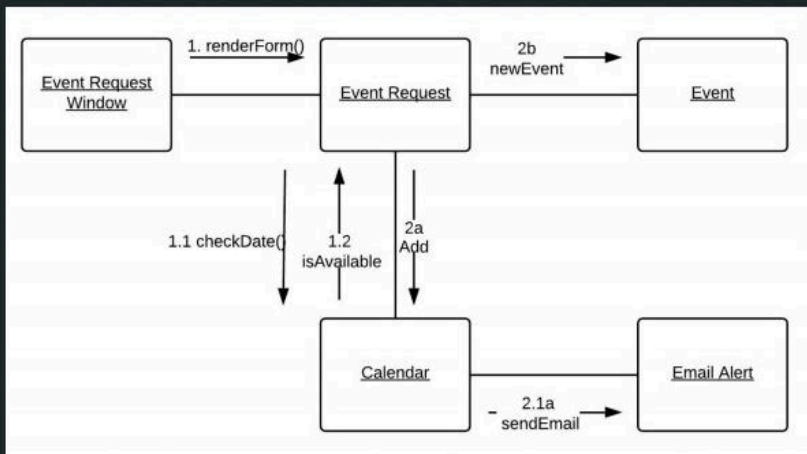 1. renderForm()
2b
newEvent
Event Request
Window
Event Request
Event
1.1 checkDate()
1.2
isAvailable
2a
Add
Calendar
Email Alert
2.1a
sendEmail